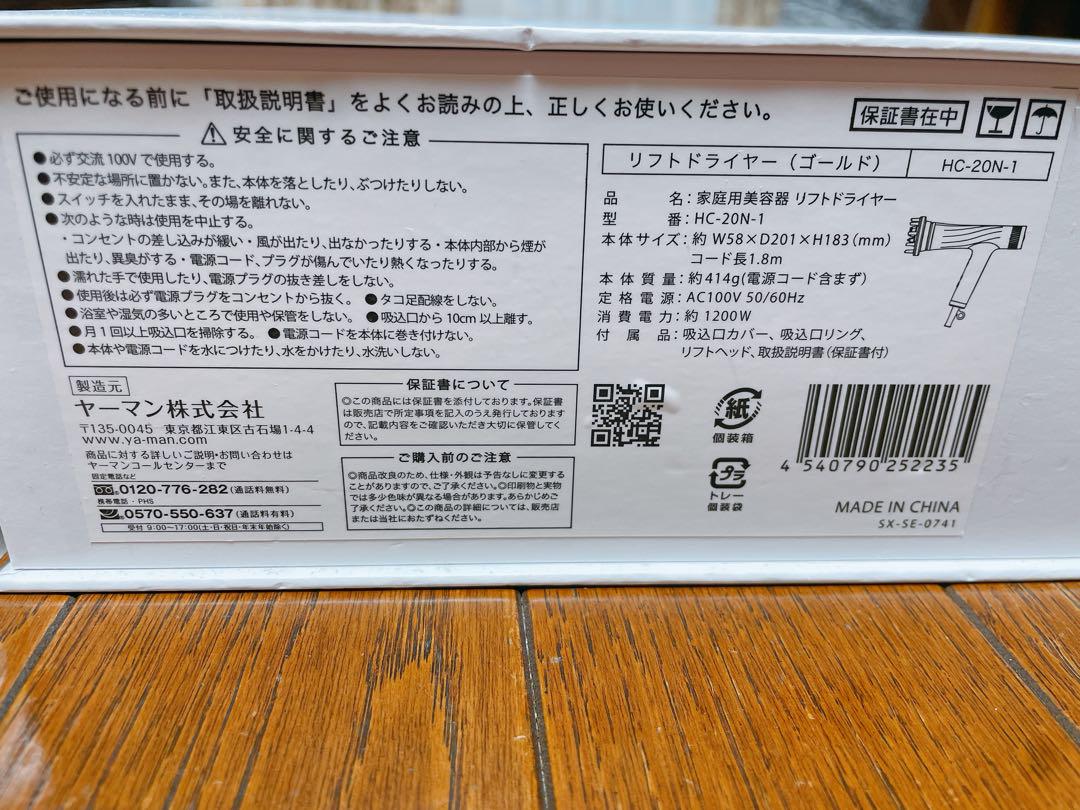 ご使用になる前に「取扱説明書」をよくお読みの上、正しくお使いください。
保証書在中
⚠安全に関するご注意
●必ず交流100Vで使用する。
●不安定な場所に置かない。また、本体を落としたり、ぶつけたりしない。
●スイッチを入れたまま、その場を離れない。
●次のような時は使用を中止する。
・コンセントの差し込みが緩い・風が出たり、出なかったりする・本体内部から煙が
出たり、異臭がする・電源コード、プラグが傷んでいたり熱くなったりする。
●濡れた手で使用したり、電源プラグの抜き差しをしない。
●使用後は必ず電源プラグをコンセントから抜く。 ●タコ足配線をしない。
●浴室や湿気の多いところで使用や保管をしない。 ●吸込口から10cm以上離す。
●月1回以上吸込口を掃除する。 ●電源コードを本体に巻き付けない。
●本体や電源コードを水につけたり、水をかけたり、水洗いしない。
リフトドライヤー(ゴールド) HC-20N-1
品名:家庭用美容器 リフトドライヤー
型番:HC-20N-1
本体サイズ:約 W58×D201×H183(mm)
コード長1.8m
本体質量:約414g(電源コード含まず)
定格電源:AC100V 50/60Hz
消費電力:約1200W
付属品:吸込口カバー、吸込口リング、
リフトヘッド、取扱説明書(保証書付)
製造元
ヤーマン株式会社
〒135-0045 東京都江東区古石場1-4-4
www.ya-man.com
商品に対する詳しいご説明・お問い合わせは
ヤーマンコールセンターまで
固定電話など
0120-776-282(通話料無料)
携帯電話・PHS
0570-550-637(通話料有料)
受付 9:00〜17:00(土・日・祝日・年末年始除く)
保証書について
◎この商品には保証書を添付しております。保証書
は販売店で所定事項を記入のうえ発行しております
ので、記載内容をご確認いただき大切に保管してく
ださい。
ご購入前のご注意
◎商品改良のため、仕様・外観は予告なしに変更する
ことがありますので、ご了承ください。◎印刷物と実物
では多少色味が異なる場合があります。あらかじめご
了承ください。◎この商品の詳細については、販売店
または当社におたずねください。
紙
個装箱
プラ
トレー
個装袋
4 540790 252235
MADE IN CHINA
SX-SE-0741